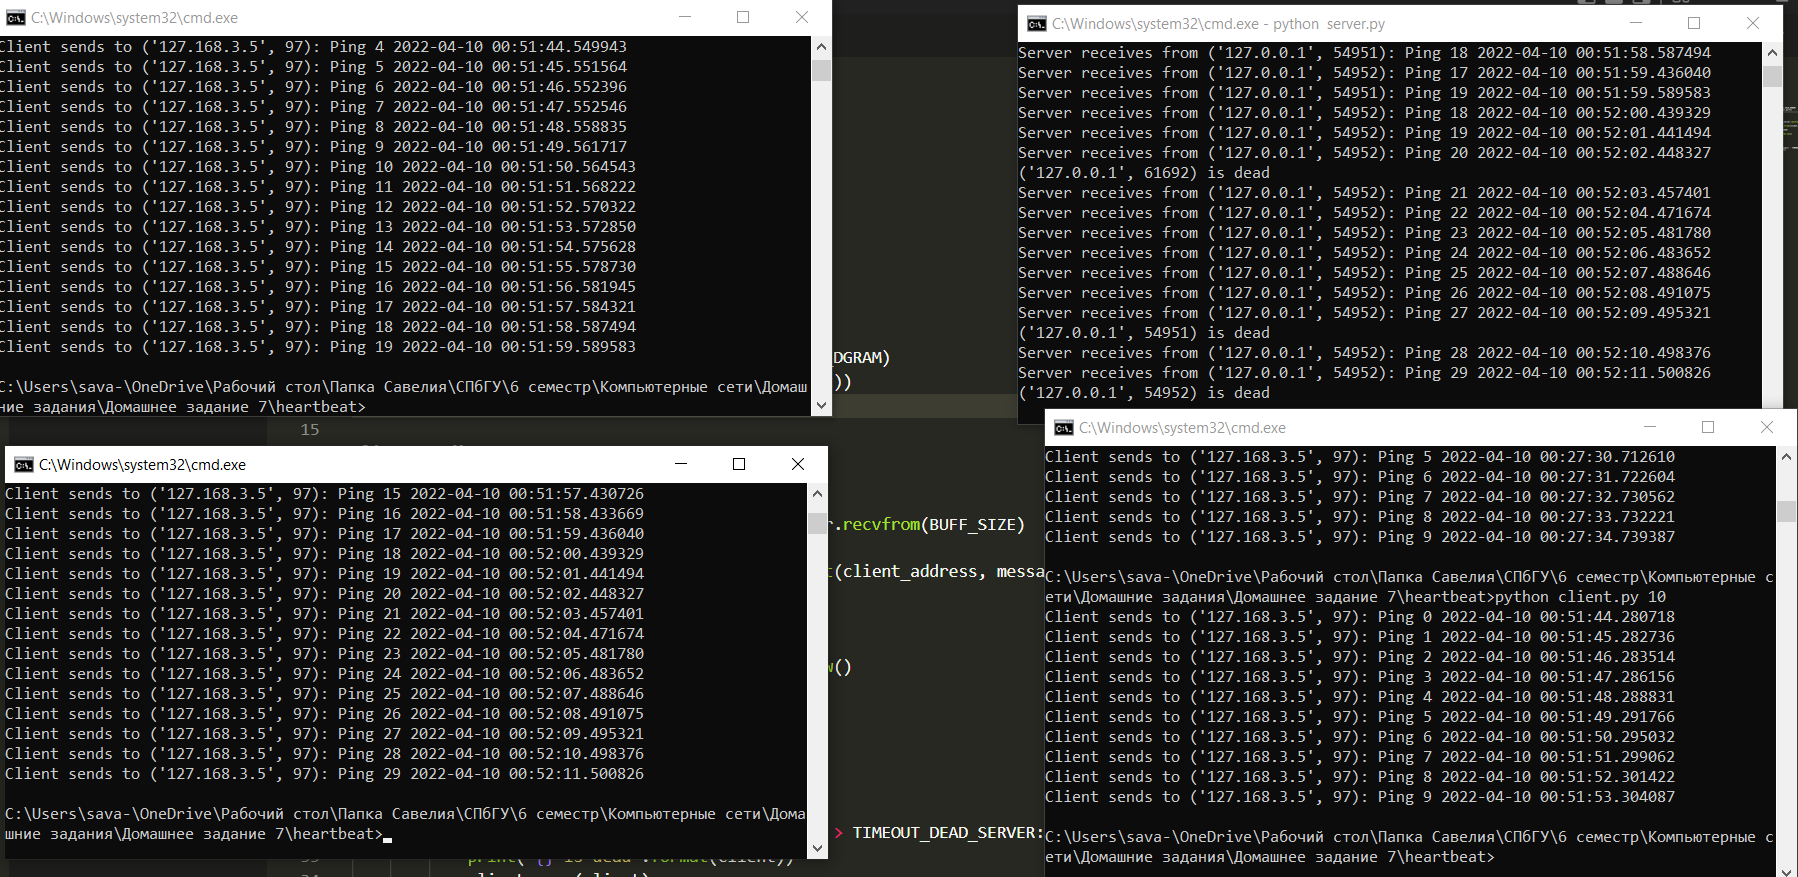 C:\Windows\system32\cmd.exe
Client sends to ('127.168.3.5', 97): Ping 4 2022-04-10 00:51:44.549943
Client sends to ('127.168.3.5', 97): Ping 5 2022-04-10 00:51:45.551564
Client sends to ('127.168.3.5', 97): Ping 6 2022-04-10 00:51:46.552396
Client sends to ('127.168.3.5', 97): Ping 7 2022-04-10 00:51:47.552546
Client sends to ('127.168.3.5', 97): Ping 8 2022-04-10 00:51:48.558835
Client sends to ('127.168.3.5', 97): Ping 9 2022-04-10 00:51:49.561717
Client sends to ('127.168.3.5', 97): Ping 10 2022-04-10 00:51:50.564543
Client sends to ('127.168.3.5', 97): Ping 11 2022-04-10 00:51:51.568222
Client sends to ('127.168.3.5', 97): Ping 12 2022-04-10 00:51:52.570322
Client sends to ('127.168.3.5', 97): Ping 13 2022-04-10 00:51:53.572850
Client sends to ('127.168.3.5', 97): Ping 14 2022-04-10 00:51:54.575628
Client sends to ('127.168.3.5', 97): Ping 15 2022-04-10 00:51:55.578730
Client sends to ('127.168.3.5', 97): Ping 16 2022-04-10 00:51:56.581945
Client sends to ('127.168.3.5', 97): Ping 17 2022-04-10 00:51:57.584321
Client sends to ('127.168.3.5', 97): Ping 18 2022-04-10 00:51:58.587494
Client sends to ('127.168.3.5', 97): Ping 19 2022-04-10 00:51:59.589583
C:\Users\sava-\OneDrive\Рабочий стол\Папка Савелия\СПбГУ\6 семестр\Компьютерные сети\Домаш
ние задания\Домашнее задание 7\heartbeat>
C:\Windows\system32\cmd.exe - python  server.py
Server receives from ('127.0.0.1', 54951): Ping 18 2022-04-10 00:51:58.587494
Server receives from ('127.0.0.1', 54952): Ping 17 2022-04-10 00:51:59.436040
Server receives from ('127.0.0.1', 54951): Ping 19 2022-04-10 00:51:59.589583
Server receives from ('127.0.0.1', 54952): Ping 18 2022-04-10 00:52:00.439329
Server receives from ('127.0.0.1', 54952): Ping 19 2022-04-10 00:52:01.441494
Server receives from ('127.0.0.1', 54952): Ping 20 2022-04-10 00:52:02.448327
('127.0.0.1', 61692) is dead
Server receives from ('127.0.0.1', 54952): Ping 21 2022-04-10 00:52:03.457401
Server receives from ('127.0.0.1', 54952): Ping 22 2022-04-10 00:52:04.471674
Server receives from ('127.0.0.1', 54952): Ping 23 2022-04-10 00:52:05.481780
Server receives from ('127.0.0.1', 54952): Ping 24 2022-04-10 00:52:06.483652
Server receives from ('127.0.0.1', 54952): Ping 25 2022-04-10 00:52:07.488646
Server receives from ('127.0.0.1', 54952): Ping 26 2022-04-10 00:52:08.491075
Server receives from ('127.0.0.1', 54952): Ping 27 2022-04-10 00:52:09.495321
('127.0.0.1', 54951) is dead
Server receives from ('127.0.0.1', 54952): Ping 28 2022-04-10 00:52:10.498376
Server receives from ('127.0.0.1', 54952): Ping 29 2022-04-10 00:52:11.500826
('127.0.0.1', 54952) is dead
DGRAM)
))
15
r.recvfrom(BUFF_SIZE)
t(client_address, messa
w()
> TIMEOUT_DEAD_SERVER:
C:\Windows\system32\cmd.exe
Client sends to ('127.168.3.5', 97): Ping 15 2022-04-10 00:51:57.430726
Client sends to ('127.168.3.5', 97): Ping 16 2022-04-10 00:51:58.433669
Client sends to ('127.168.3.5', 97): Ping 17 2022-04-10 00:51:59.436040
Client sends to ('127.168.3.5', 97): Ping 18 2022-04-10 00:52:00.439329
Client sends to ('127.168.3.5', 97): Ping 19 2022-04-10 00:52:01.441494
Client sends to ('127.168.3.5', 97): Ping 20 2022-04-10 00:52:02.448327
Client sends to ('127.168.3.5', 97): Ping 21 2022-04-10 00:52:03.457401
Client sends to ('127.168.3.5', 97): Ping 22 2022-04-10 00:52:04.471674
Client sends to ('127.168.3.5', 97): Ping 23 2022-04-10 00:52:05.481780
Client sends to ('127.168.3.5', 97): Ping 24 2022-04-10 00:52:06.483652
Client sends to ('127.168.3.5', 97): Ping 25 2022-04-10 00:52:07.488646
Client sends to ('127.168.3.5', 97): Ping 26 2022-04-10 00:52:08.491075
Client sends to ('127.168.3.5', 97): Ping 27 2022-04-10 00:52:09.495321
Client sends to ('127.168.3.5', 97): Ping 28 2022-04-10 00:52:10.498376
Client sends to ('127.168.3.5', 97): Ping 29 2022-04-10 00:52:11.500826
C:\Users\sava-\OneDrive\Рабочий стол\Папка Савелия\СПбГУ\6 семестр\Компьютерные сети\Дома
шние задания\Домашнее задание 7\heartbeat>
C:\Windows\system32\cmd.exe
Client sends to ('127.168.3.5', 97): Ping 5 2022-04-10 00:27:30.712610
Client sends to ('127.168.3.5', 97): Ping 6 2022-04-10 00:27:31.722604
Client sends to ('127.168.3.5', 97): Ping 7 2022-04-10 00:27:32.730562
Client sends to ('127.168.3.5', 97): Ping 8 2022-04-10 00:27:33.732221
Client sends to ('127.168.3.5', 97): Ping 9 2022-04-10 00:27:34.739387
C:\Users\sava-\OneDrive\Рабочий стол\Папка Савелия\СПбГУ\6 семестр\Компьютерные с
ети\Домашние задания\Домашнее задание 7\heartbeat>python client.py 10
Client sends to ('127.168.3.5', 97): Ping 0 2022-04-10 00:51:44.280718
Client sends to ('127.168.3.5', 97): Ping 1 2022-04-10 00:51:45.282736
Client sends to ('127.168.3.5', 97): Ping 2 2022-04-10 00:51:46.283514
Client sends to ('127.168.3.5', 97): Ping 3 2022-04-10 00:51:47.286156
Client sends to ('127.168.3.5', 97): Ping 4 2022-04-10 00:51:48.288831
Client sends to ('127.168.3.5', 97): Ping 5 2022-04-10 00:51:49.291766
Client sends to ('127.168.3.5', 97): Ping 6 2022-04-10 00:51:50.295032
Client sends to ('127.168.3.5', 97): Ping 7 2022-04-10 00:51:51.299062
Client sends to ('127.168.3.5', 97): Ping 8 2022-04-10 00:51:52.301422
Client sends to ('127.168.3.5', 97): Ping 9 2022-04-10 00:51:53.304087
C:\Users\sava-\OneDrive\Рабочий стол\Папка Савелия\СПбГУ\6 семестр\Компьютерные с
ети\Домашние задания\Домашнее задание 7\heartbeat>